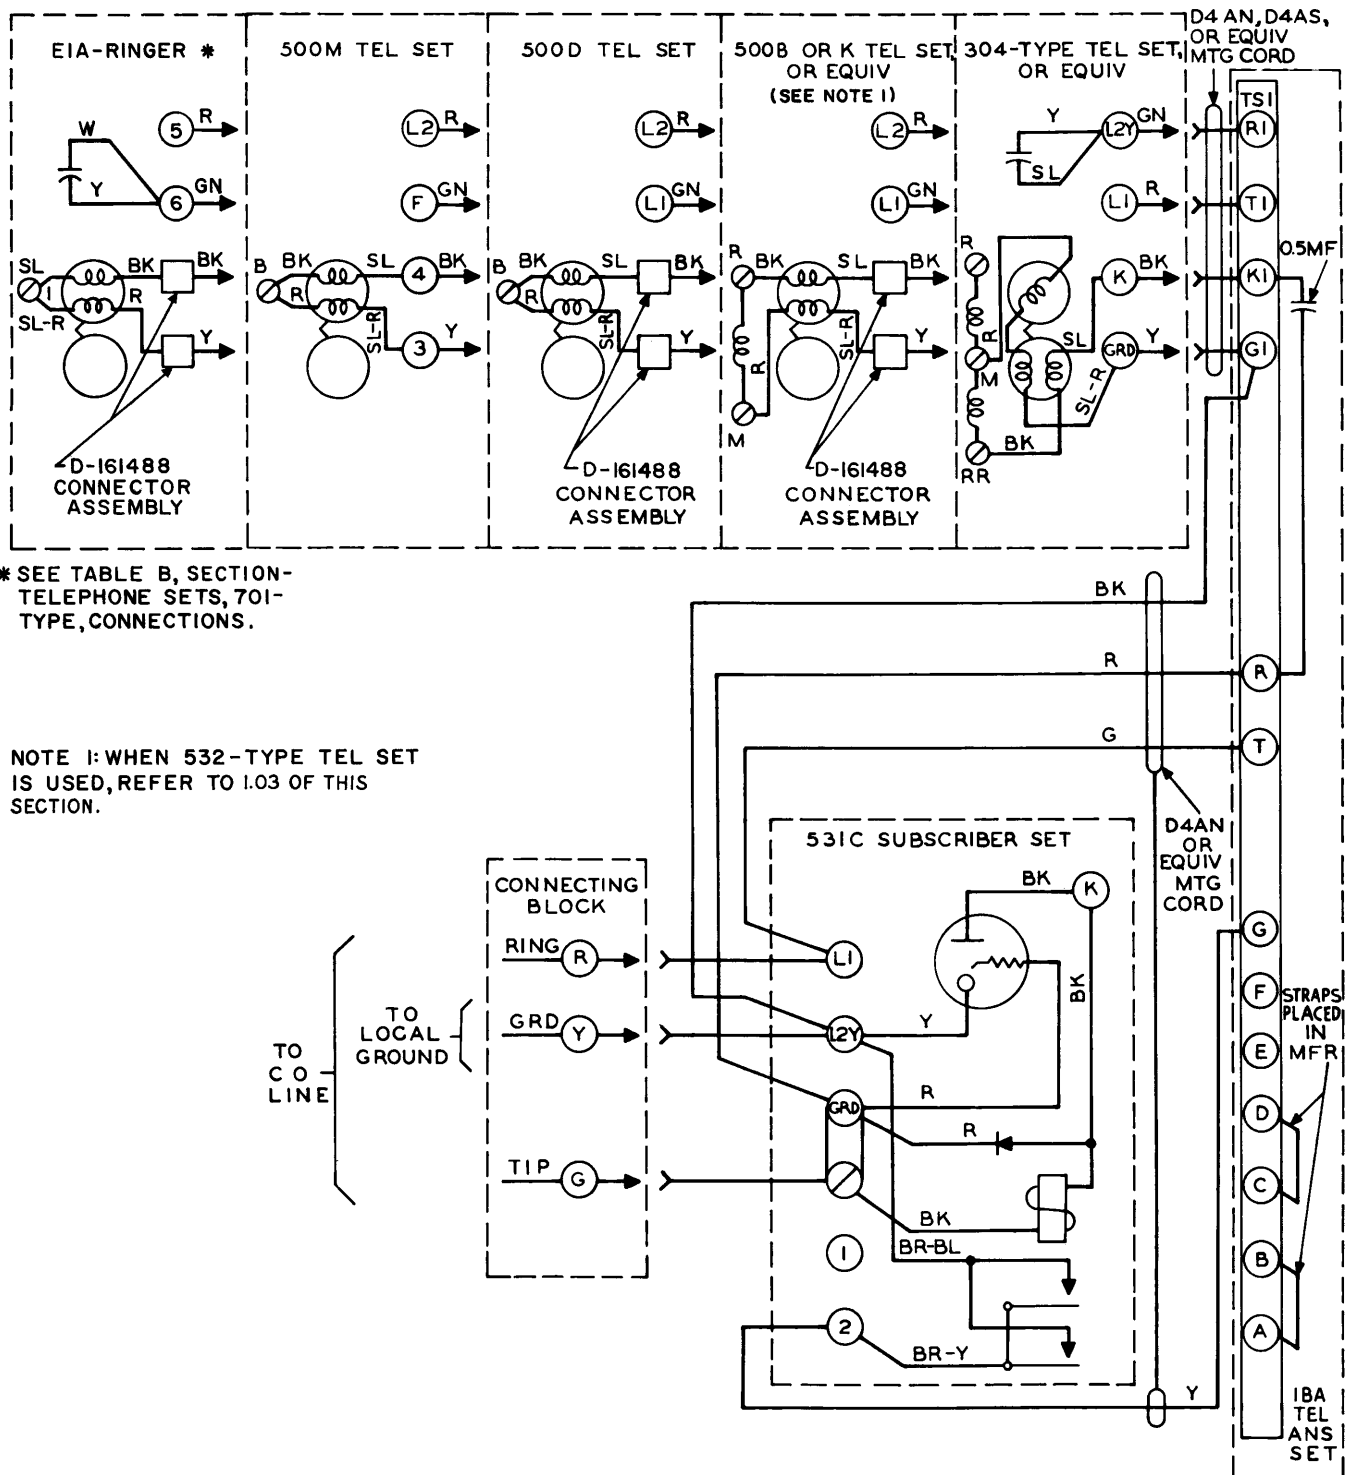 E1A-RINGER *
500M TEL SET
500D TEL SET
500B OR K TEL SET
OR EQUIV
(SEE NOTE 1)
304-TYPE TEL SET,
OR EQUIV
D4AN, D4AS,
OR EQUIV
MTG CORD
TS1
5 R
W
Y
6 GN
SL
1
SL-R
BK
R
BK
Y
D-161488
CONNECTOR
ASSEMBLY
L2 R
F GN
B
BK
R
SL
SL-R
4 BK
3 Y
L2 R
L1 GN
B
BK
R
SL
SL-R
BK
Y
D-161488
CONNECTOR
ASSEMBLY
L2 R
L1 GN
R
BK
SL
SL-R
R
M
BK
Y
D-161488
CONNECTOR
ASSEMBLY
Y
SL
L2Y GN
L1 R
R
R
M
SL
SL-R
BK
RR
K BK
GRD Y
R1
T1
K1
G1
0.5MF
* SEE TABLE B, SECTION-
TELEPHONE SETS, 701-
TYPE, CONNECTIONS.
BK
R
R
G
T
NOTE 1: WHEN 532-TYPE TEL SET
IS USED, REFER TO 1.03 OF THIS
SECTION.
D4AN
OR
EQUIV
MTG
CORD
531C SUBSCRIBER SET
CONNECTING
BLOCK
RING R
GRD Y
TIP G
TO
LOCAL
GROUND
TO
C O
LINE
BK
K
BK
L1
L2Y
Y
GRD
R
R
BK
BR-BL
1
2
BR-Y
Y
G
F
E
D
C
B
A
STRAPS
PLACED
IN
MFR
1BA
TEL
ANS
SET